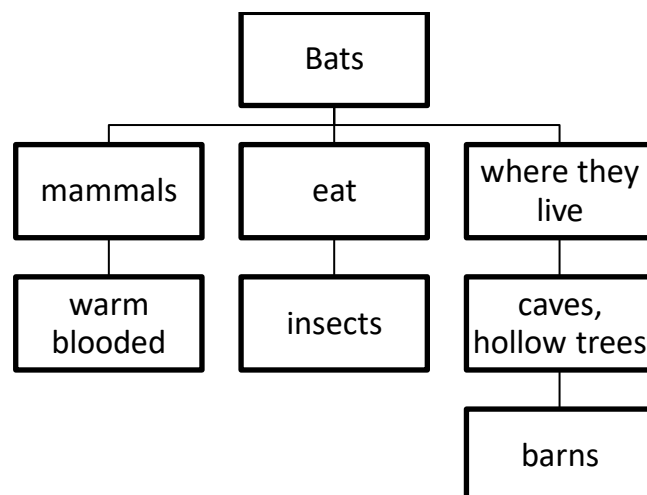 Bats
mammals
eat
where they
live
warm
blooded
insects
caves,
hollow trees
barns